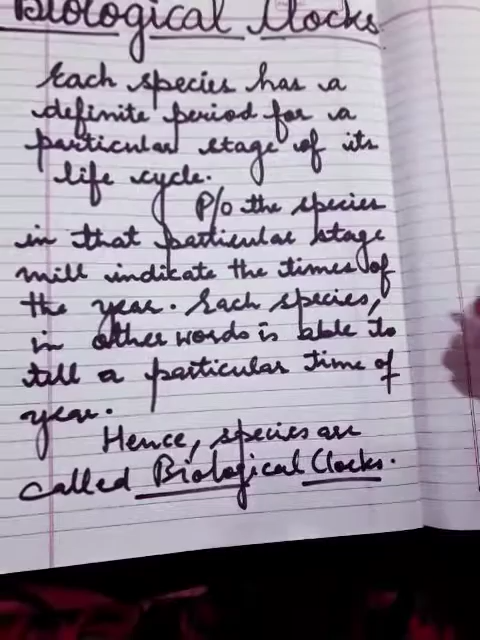 Biological Clocks
Each species has a
definite period for a
particular stage of its
life cycle.
P/o the species
in that particular stage
will indicate the times of
the year. Each species,
in other words is able to
tell a particular time of
year.
Hence, species are
called Biological Clocks.